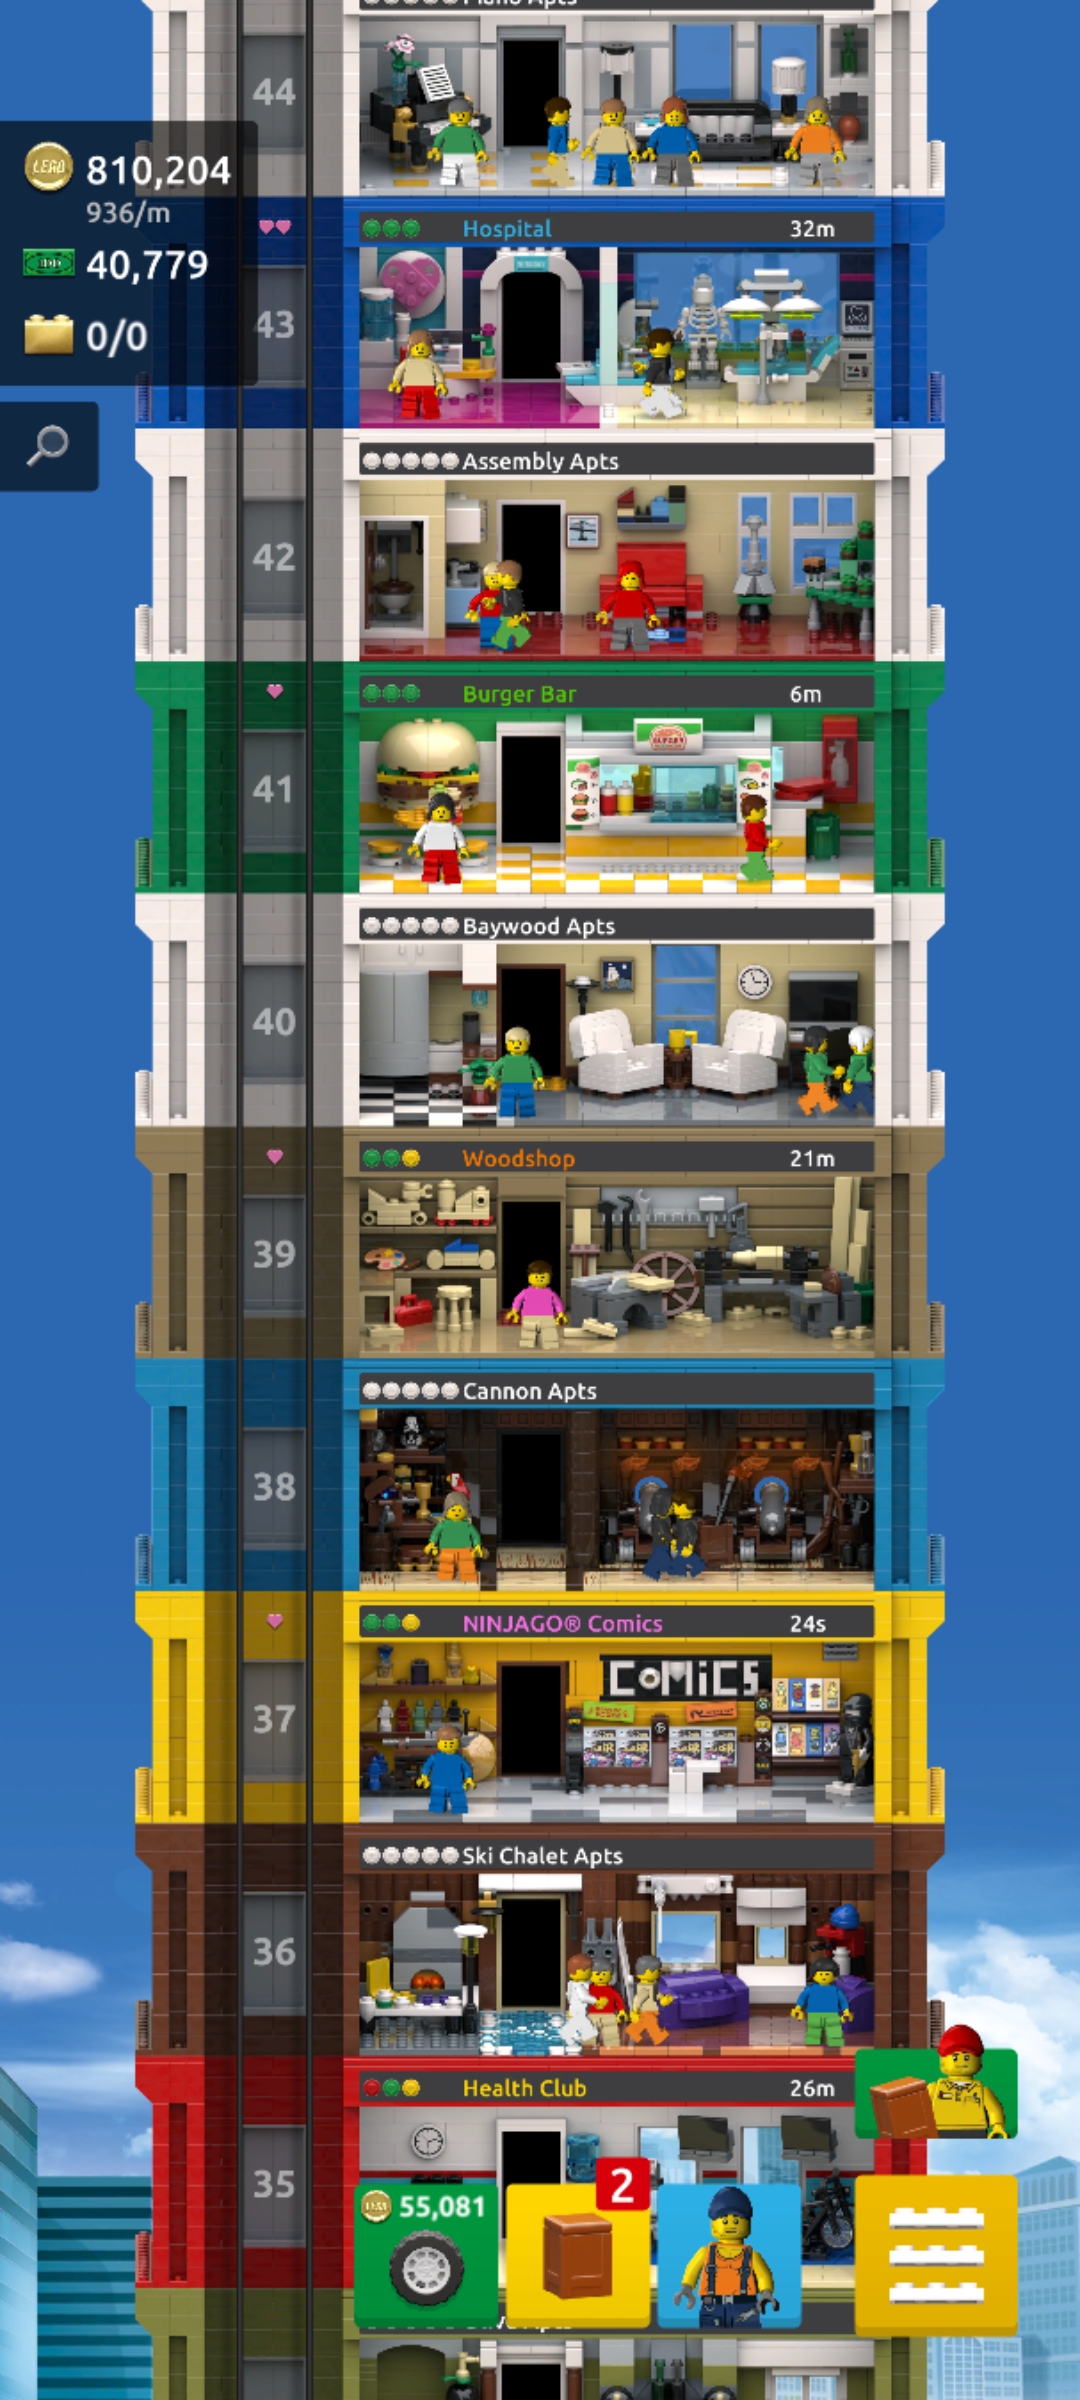 Piano Apts
44
LEGO 810,204
936/m
40,779
0/0
Hospital 32m
43
Assembly Apts
42
Burger Bar 6m
41
Baywood Apts
40
Woodshop 21m
39
Cannon Apts
38
NINJAGO® Comics 24s
COMiCS
37
Ski Chalet Apts
36
Health Club 26m
35
55,081
2